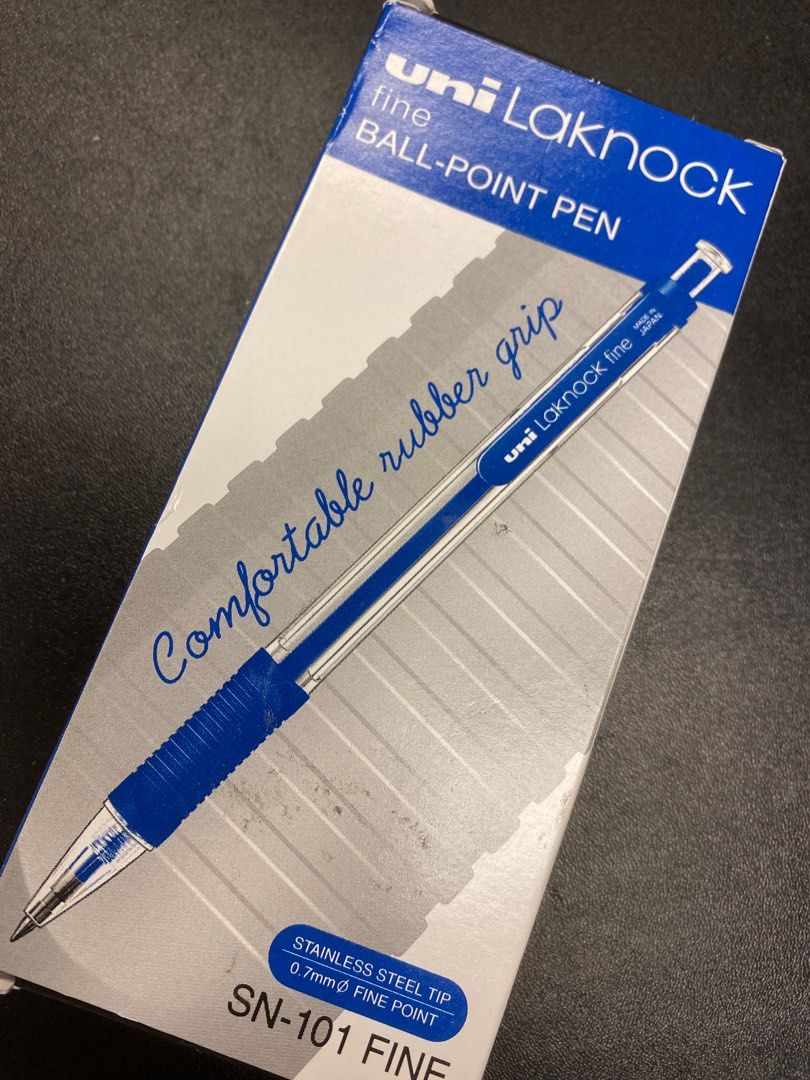 uni Laknock
fine
BALL-POINT PEN
Comfortable rubber grip
uni Laknock fine
MADE IN
JAPAN
STAINLESS STEEL TIP
0.7mmØ FINE POINT
SN-101 FINE